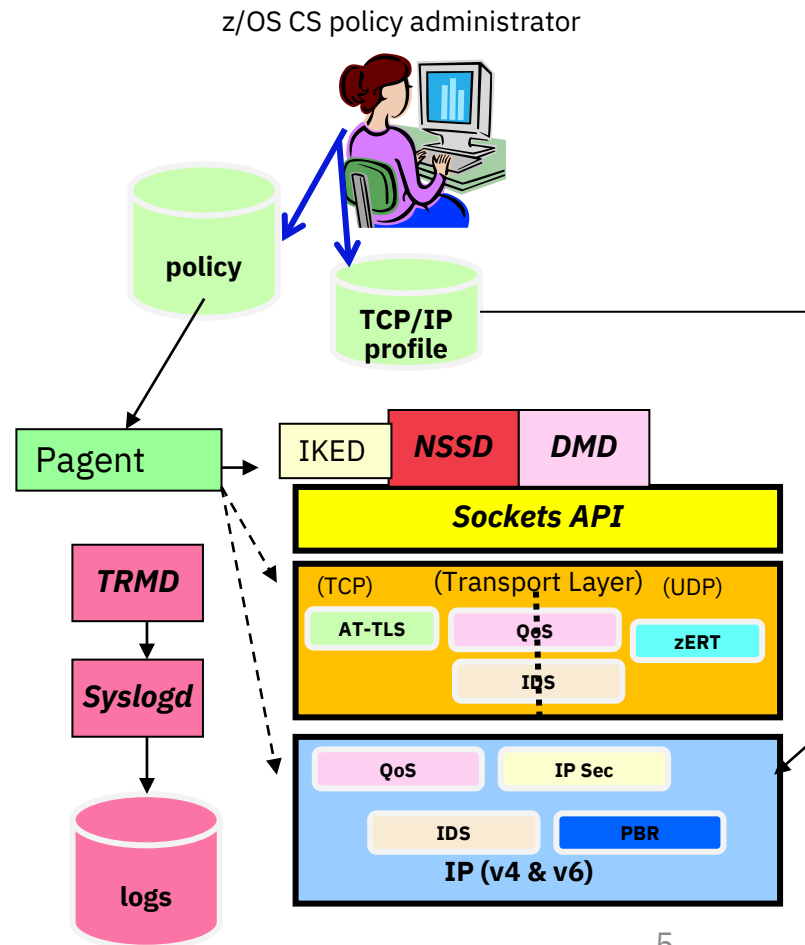 z/OS CS policy administrator
policy
TCP/IP
profile
Pagent
IKED
NSSD
DMD
Sockets API
TRMD
(TCP)
(Transport Layer)
(UDP)
AT-TLS
QoS
zERT
IDS
Syslogd
QoS
IP Sec
IDS
PBR
IP (v4 & v6)
logs
5